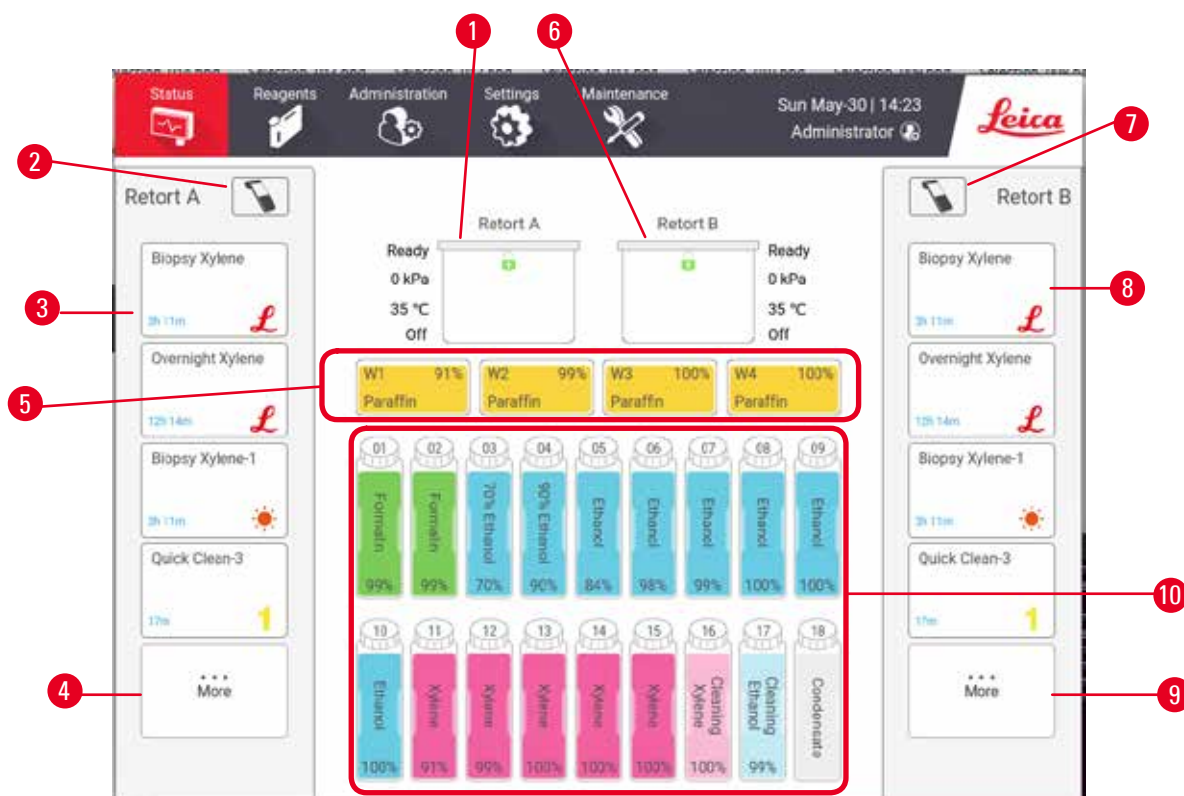 1
6
Status Reagents Administration Settings Maintenance
Sun May-30 | 14:23
Administrator
Leica
7
2
Retort A
Retort B
Retort A
Retort B
Biopsy Xylene
3h 11m
3
Overnight Xylene
12h 14m
Biopsy Xylene-1
3h 11m
Quick Clean-3
17m
1
4
... More
Ready
0 kPa
35 °C
Off
Ready
0 kPa
35 °C
Off
5
W1 91%
Paraffin
W2 99%
Paraffin
W3 100%
Paraffin
W4 100%
Paraffin
01 02 03 04 05 06 07 08 09
Formalin Formalin 70% Ethanol 90% Ethanol Ethanol Ethanol Ethanol Ethanol Ethanol
99% 99% 70% 90% 84% 98% 99% 100% 100%
10 11 12 13 14 15 16 17 18
Ethanol Xylene Xylene Xylene Xylene Xylene Cleaning Xylene Cleaning Ethanol Condensate
100% 91% 99% 100% 100% 100% 100% 99%
10
Biopsy Xylene
3h 11m
8
Overnight Xylene
12h 14m
Biopsy Xylene-1
3h 11m
Quick Clean-3
17m
1
... More
9